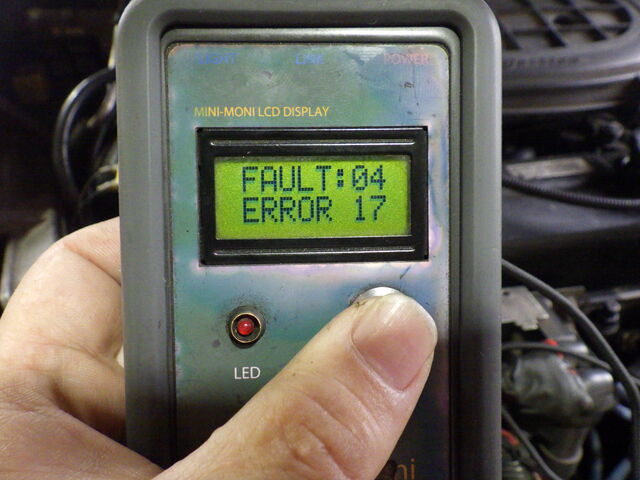 POWER
MINI-MONI LCD DISPLAY
FAULT:04
ERROR 17
LED